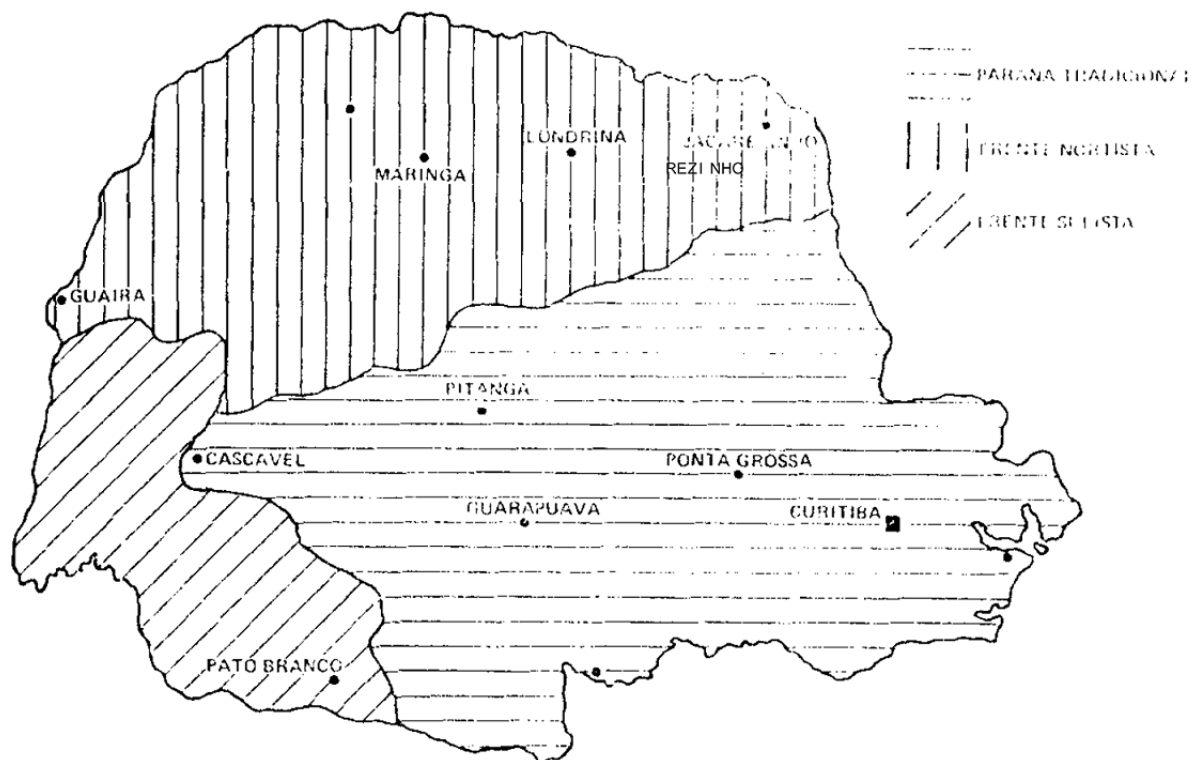 PARANA TRADICIONAL
LONDRINA
MARINGA
REZI NHO
FRENTE NORTISTA
FRENTE SULISTA
GUAIRA
PITANGA
CASCAVEL
PONTA GROSSA
GUARAPUAVA
CURITIBA
PATO BRANCO